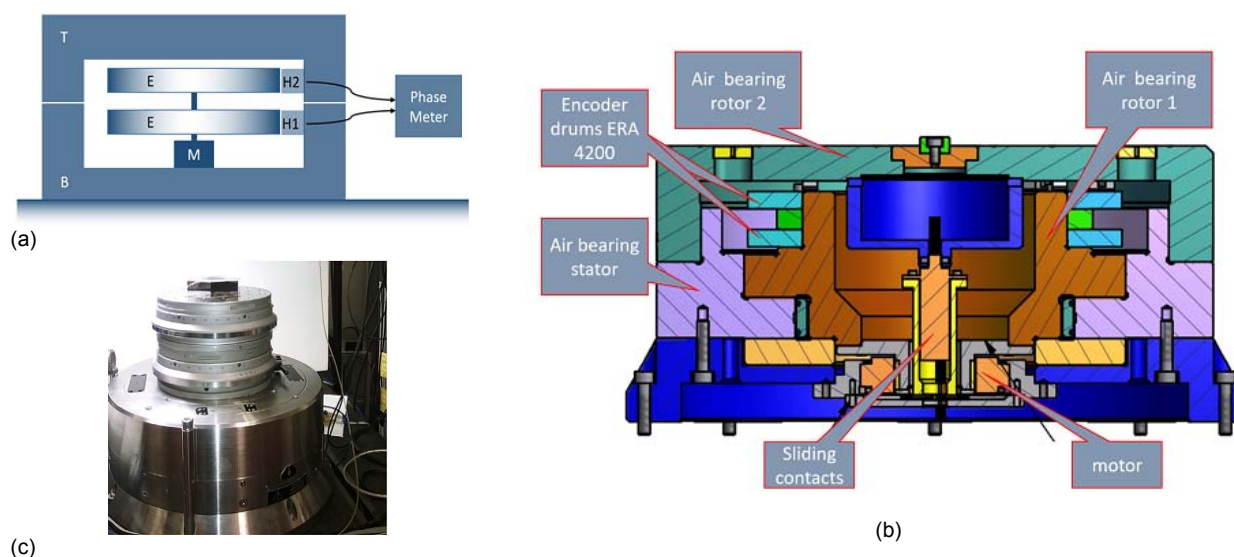 T
E
H2
E
H1
M
B
Phase
Meter
(a)
Air bearing
rotor 2
Air bearing
rotor 1
Encoder
drums ERA
4200
Air bearing
stator
Sliding
contacts
motor
(b)
(c)